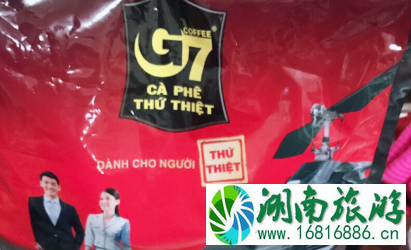 COFFEE
G7
CÀ PHÊ
THỨ THIỆT
DÀNH CHO NGƯỜI
THỨ
THIỆT
湖南旅游
www.16816886.cn